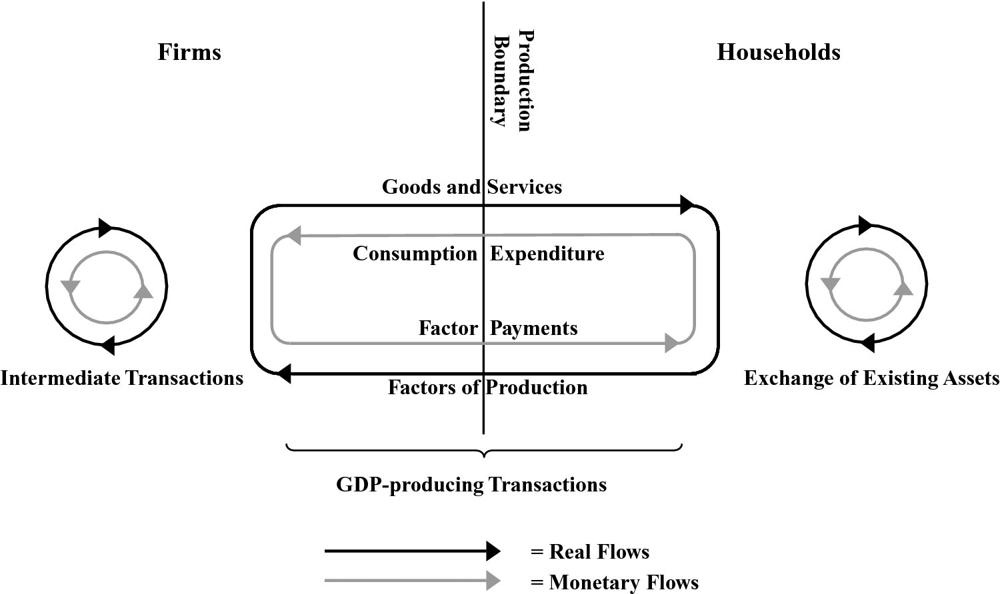 Firms
Production
Boundary
Households
Goods and Services
Consumption Expenditure
Factor Payments
Intermediate Transactions
Exchange of Existing Assets
Factors of Production
GDP-producing Transactions
= Real Flows
= Monetary Flows